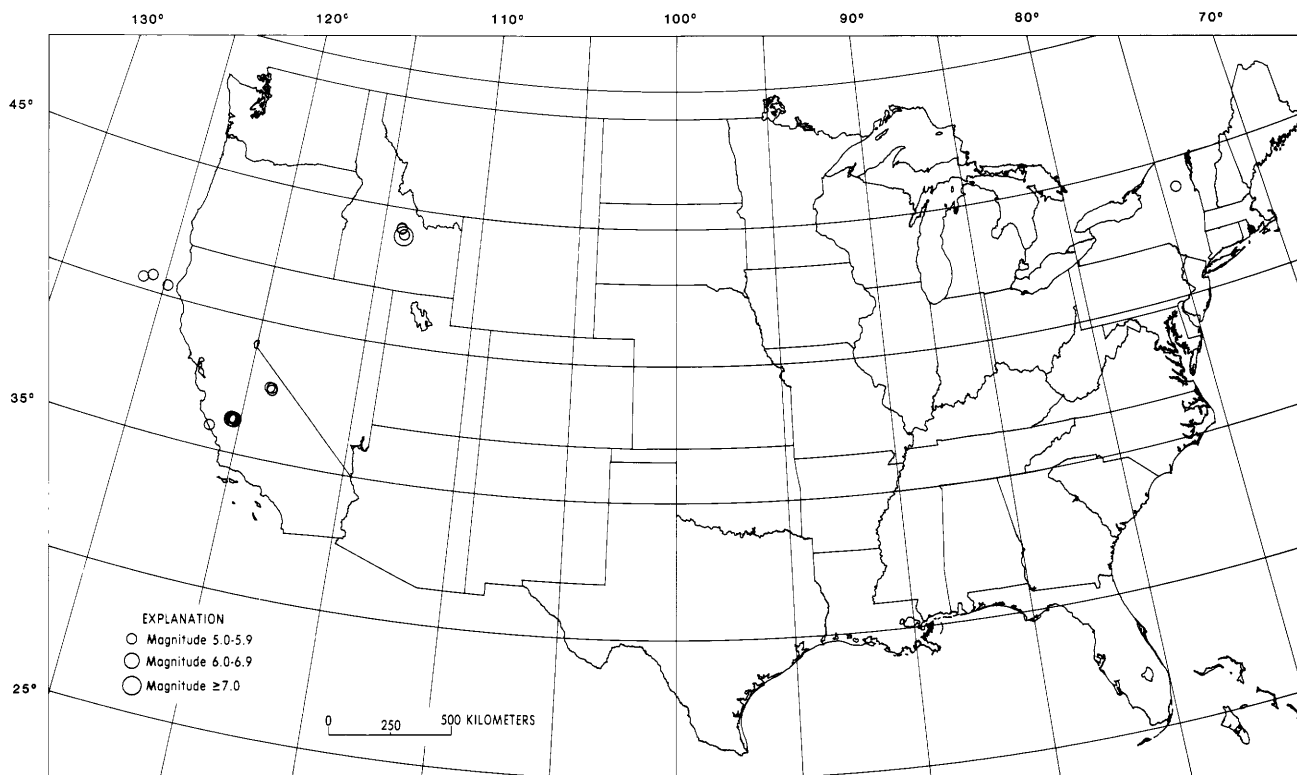 130° 120° 110° 100° 90° 80° 70°
45°
35°
25°
EXPLANATION
Magnitude 5.0-5.9
Magnitude 6.0-6.9
Magnitude ≥7.0
0 250 500 KILOMETERS